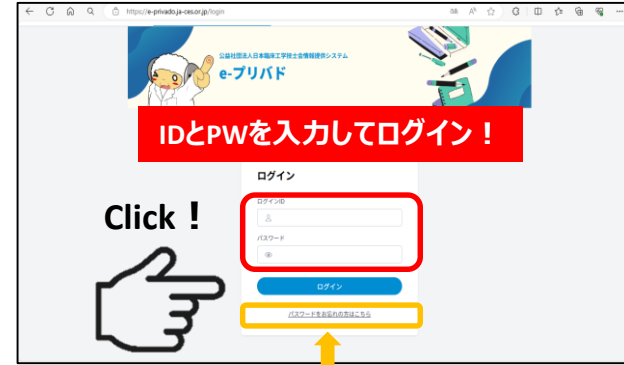 https://e-privado.ja-ces.or.jp/login
公益社団法人日本臨床工学技士会情報提供システム
e-プリバド
IDとPWを入力してログイン！
ログイン
ログインID
Click！
パスワード
ログイン
パスワードをお忘れの方はこちら